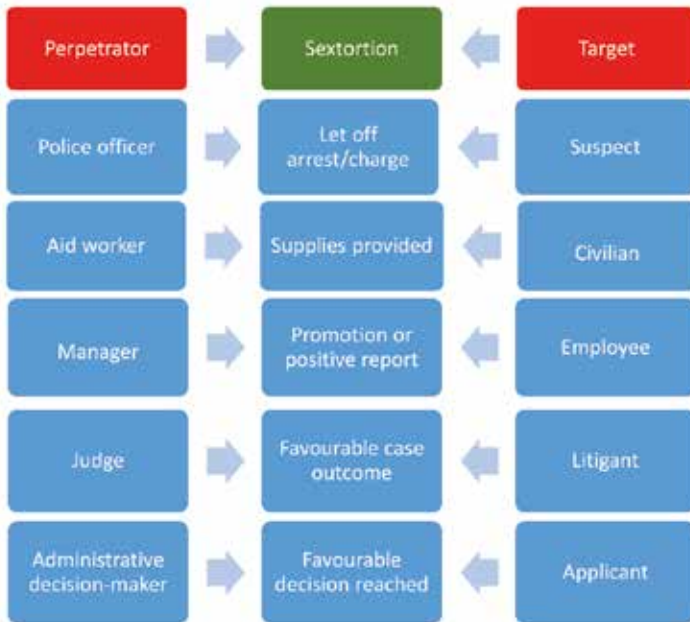 Perpetrator
Sextortion
Target
Police officer
Let off
arrest/charge
Suspect
Aid worker
Supplies provided
Civilian
Manager
Promotion or
positive report
Employee
Judge
Favourable case
outcome
Litigant
Administrative
decision-maker
Favourable
decision reached
Applicant